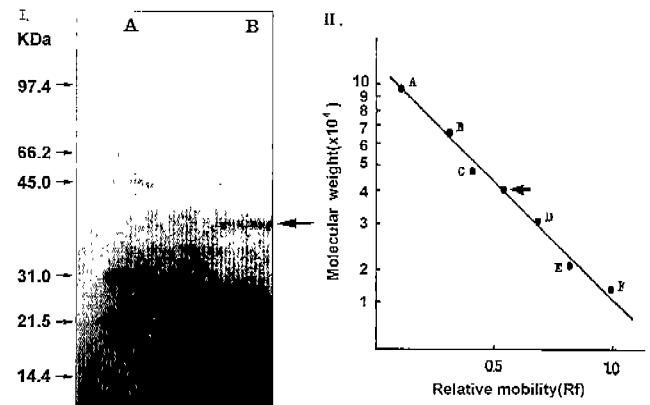 I.
KDa
A B
97.4
66.2
45.0
31.0
21.5
14.4
II.
Molecular weight(x10⁴)
10
9
8
7
6
5
4
3
2
1
A
B
C
D
E
F
0.5 1.0
Relative mobility(Rf)